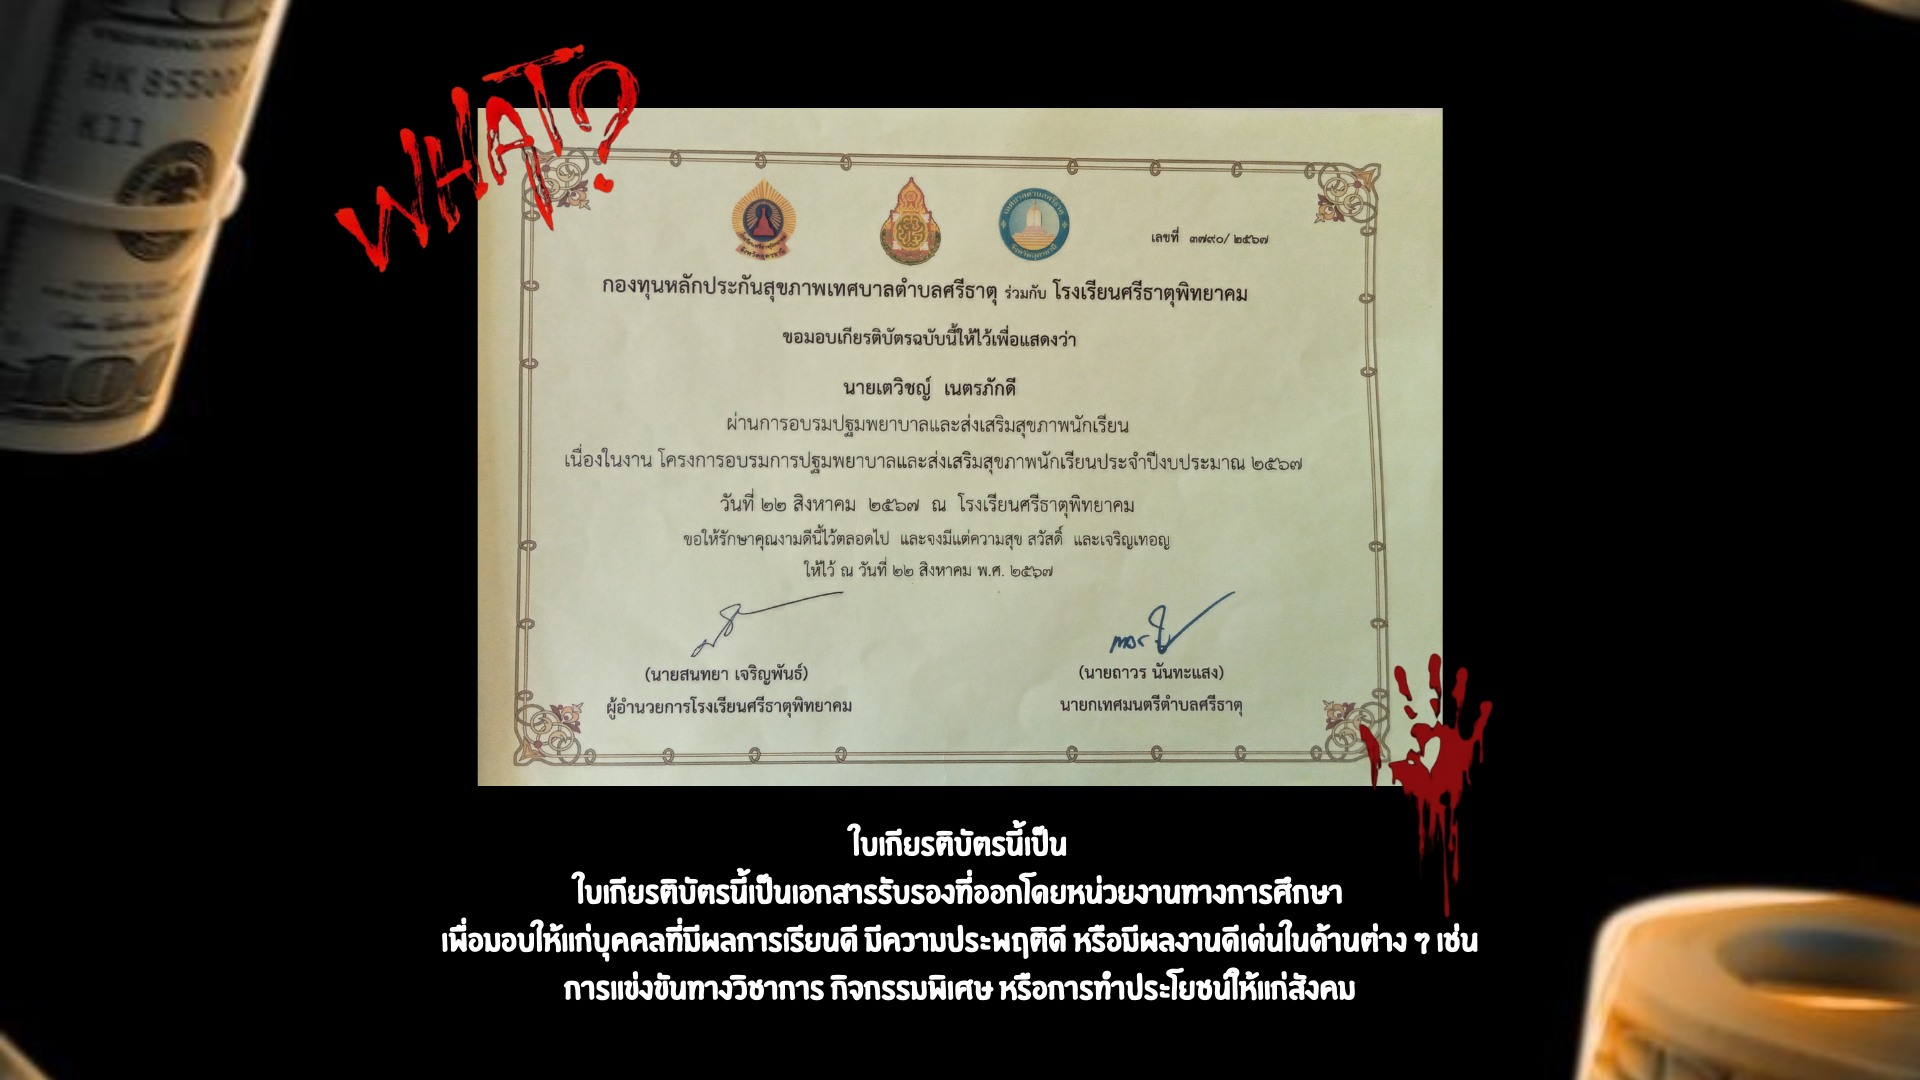 WHAT?
HK 855
K11
100
เลขที่ ๓๗๙๐/ ๒๕๖๗
กองทุนหลักประกันสุขภาพเทศบาลตำบลศรีธาตุ ร่วมกับ โรงเรียนศรีธาตุพิทยาคม
ขอมอบเกียรติบัตรฉบับนี้ให้ไว้เพื่อแสดงว่า
นายเตวิชญ์ เนตรภักดี
ผ่านการอบรมปฐมพยาบาลและส่งเสริมสุขภาพนักเรียน
เนื่องในงาน โครงการอบรมการปฐมพยาบาลและส่งเสริมสุขภาพนักเรียนประจำปีงบประมาณ ๒๕๖๗
วันที่ ๒๒ สิงหาคม ๒๕๖๗ ณ โรงเรียนศรีธาตุพิทยาคม
ขอให้รักษาคุณงามดีนี้ไว้ตลอดไป และจงมีแต่ความสุข สวัสดิ์ และเจริญเทอญ
ให้ไว้ ณ วันที่ ๒๒ สิงหาคม พ.ศ. ๒๕๖๗
(นายสนทยา เจริญพันธ์) (นายถาวร นันทะแสง)
ผู้อำนวยการโรงเรียนศรีธาตุพิทยาคม นายกเทศมนตรีตำบลศรีธาตุ
ใบเกียรติบัตรนี้เป็น
ใบเกียรติบัตรนี้เป็นเอกสารรับรองที่ออกโดยหน่วยงานทางการศึกษา
เพื่อมอบให้แก่บุคคลที่มีผลการเรียนดี มีความประพฤติดี หรือมีผลงานดีเด่นในด้านต่าง ๆ เช่น
การแข่งขันทางวิชาการ กิจกรรมพิเศษ หรือการทำประโยชน์ให้แก่สังคม